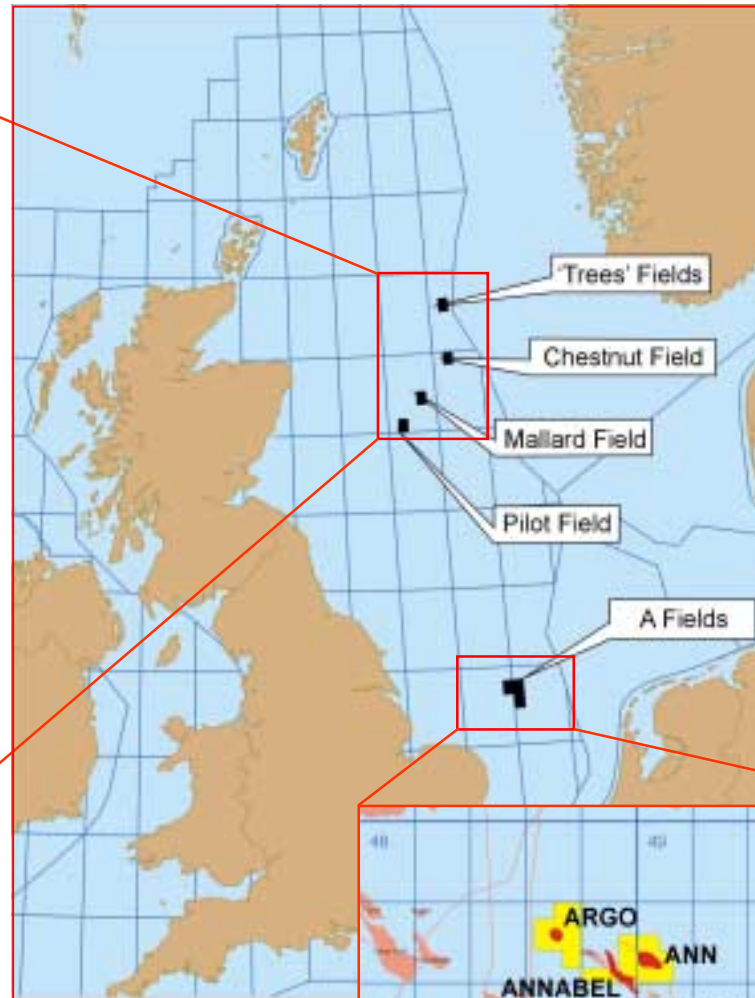 'Trees' Fields
Chestnut Field
Mallard Field
Pilot Field
A Fields
48
49
ARGO
ANN
ANNABEL